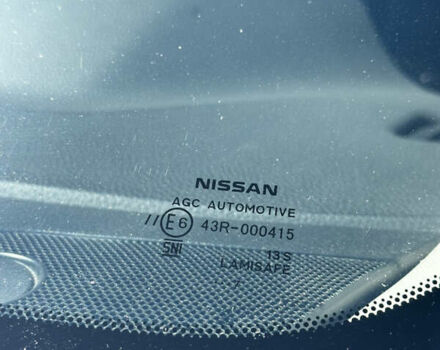 NISSAN
AGC AUTOMOTIVE
// E6 43R-000415
SNI 13S
LAMISAFE